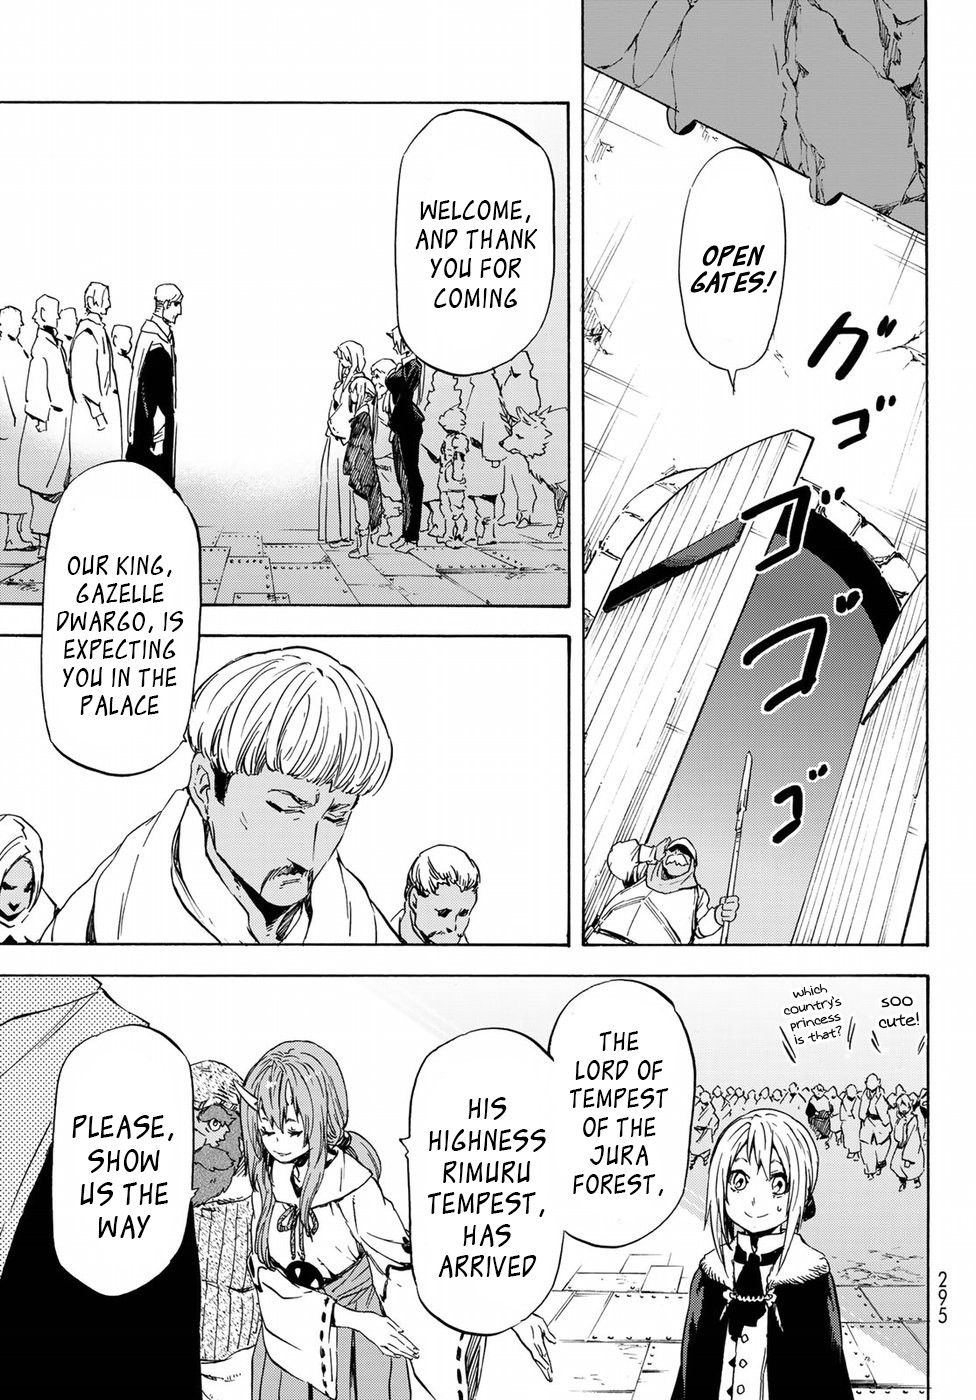 OPEN
GATES!
グ
ゴ
ゴ
ゴ
ゴ
WELCOME,
AND THANK
YOU FOR
COMING
OUR KING,
GAZELLE
DWARGO, IS
EXPECTING
YOU IN THE
PALACE
soo
cute!
which
country's
princess
is that?
THE
LORD OF
TEMPEST
OF THE
JURA
FOREST,
HIS
HIGHNESS
RIMURU
TEMPEST,
HAS
ARRIVED
PLEASE,
SHOW
US THE
WAY
295